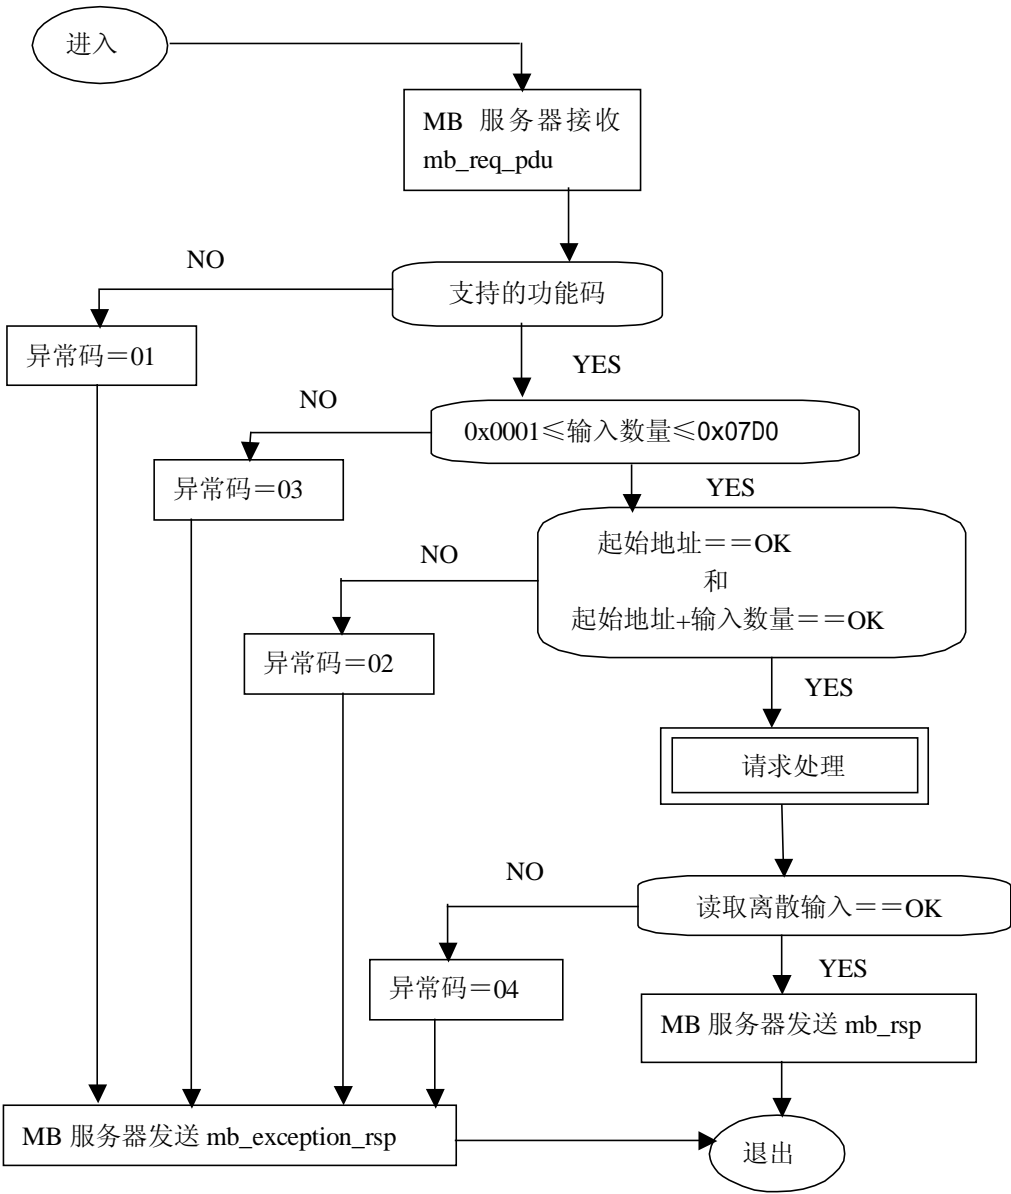 进入
MB 服务器接收
mb_req_pdu
NO
支持的功能码
异常码＝01
YES
NO
0x0001≤输入数量≤0x07D0
异常码＝03
YES
起始地址＝＝OK
NO
和
起始地址+输入数量＝＝OK
异常码＝02
YES
请求处理
NO
读取离散输入＝＝OK
YES
异常码＝04
MB 服务器发送 mb_rsp
MB 服务器发送 mb_exception_rsp
退出